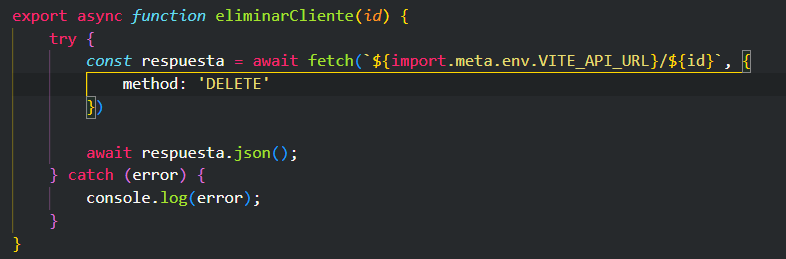 export async function eliminarCliente(id) {
    try {
        const respuesta = await fetch(`${import.meta.env.VITE_API_URL}/${id}`, {
            method: 'DELETE'
        })

        await respuesta.json();
    } catch (error) {
        console.log(error);
    }
}